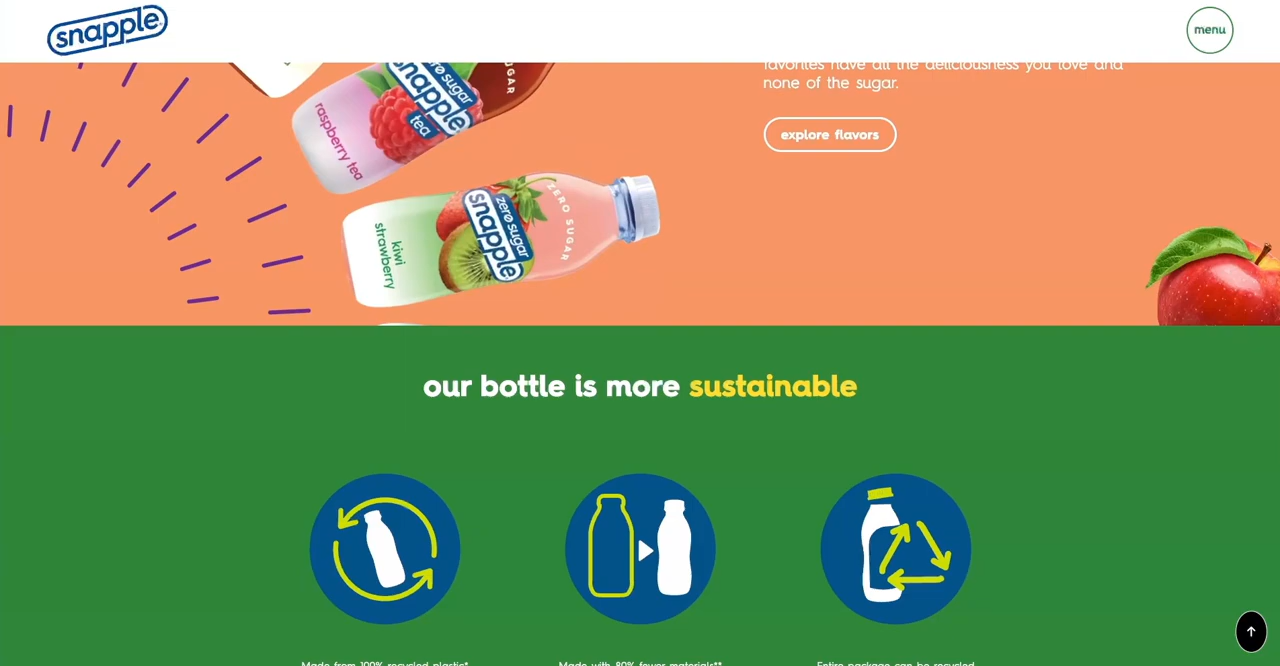 snapple
menu
favorites have all the deliciousness you love and
none of the sugar.
explore flavors
raspberry tea
zero sugar
snapple
tea
SUGAR
kiwi
strawberry
zero sugar
snapple
ZERO SUGAR
our bottle is more sustainable
Made from 100% recycled plastic*
Made with 80% fewer materials**
Entire package can be recycled